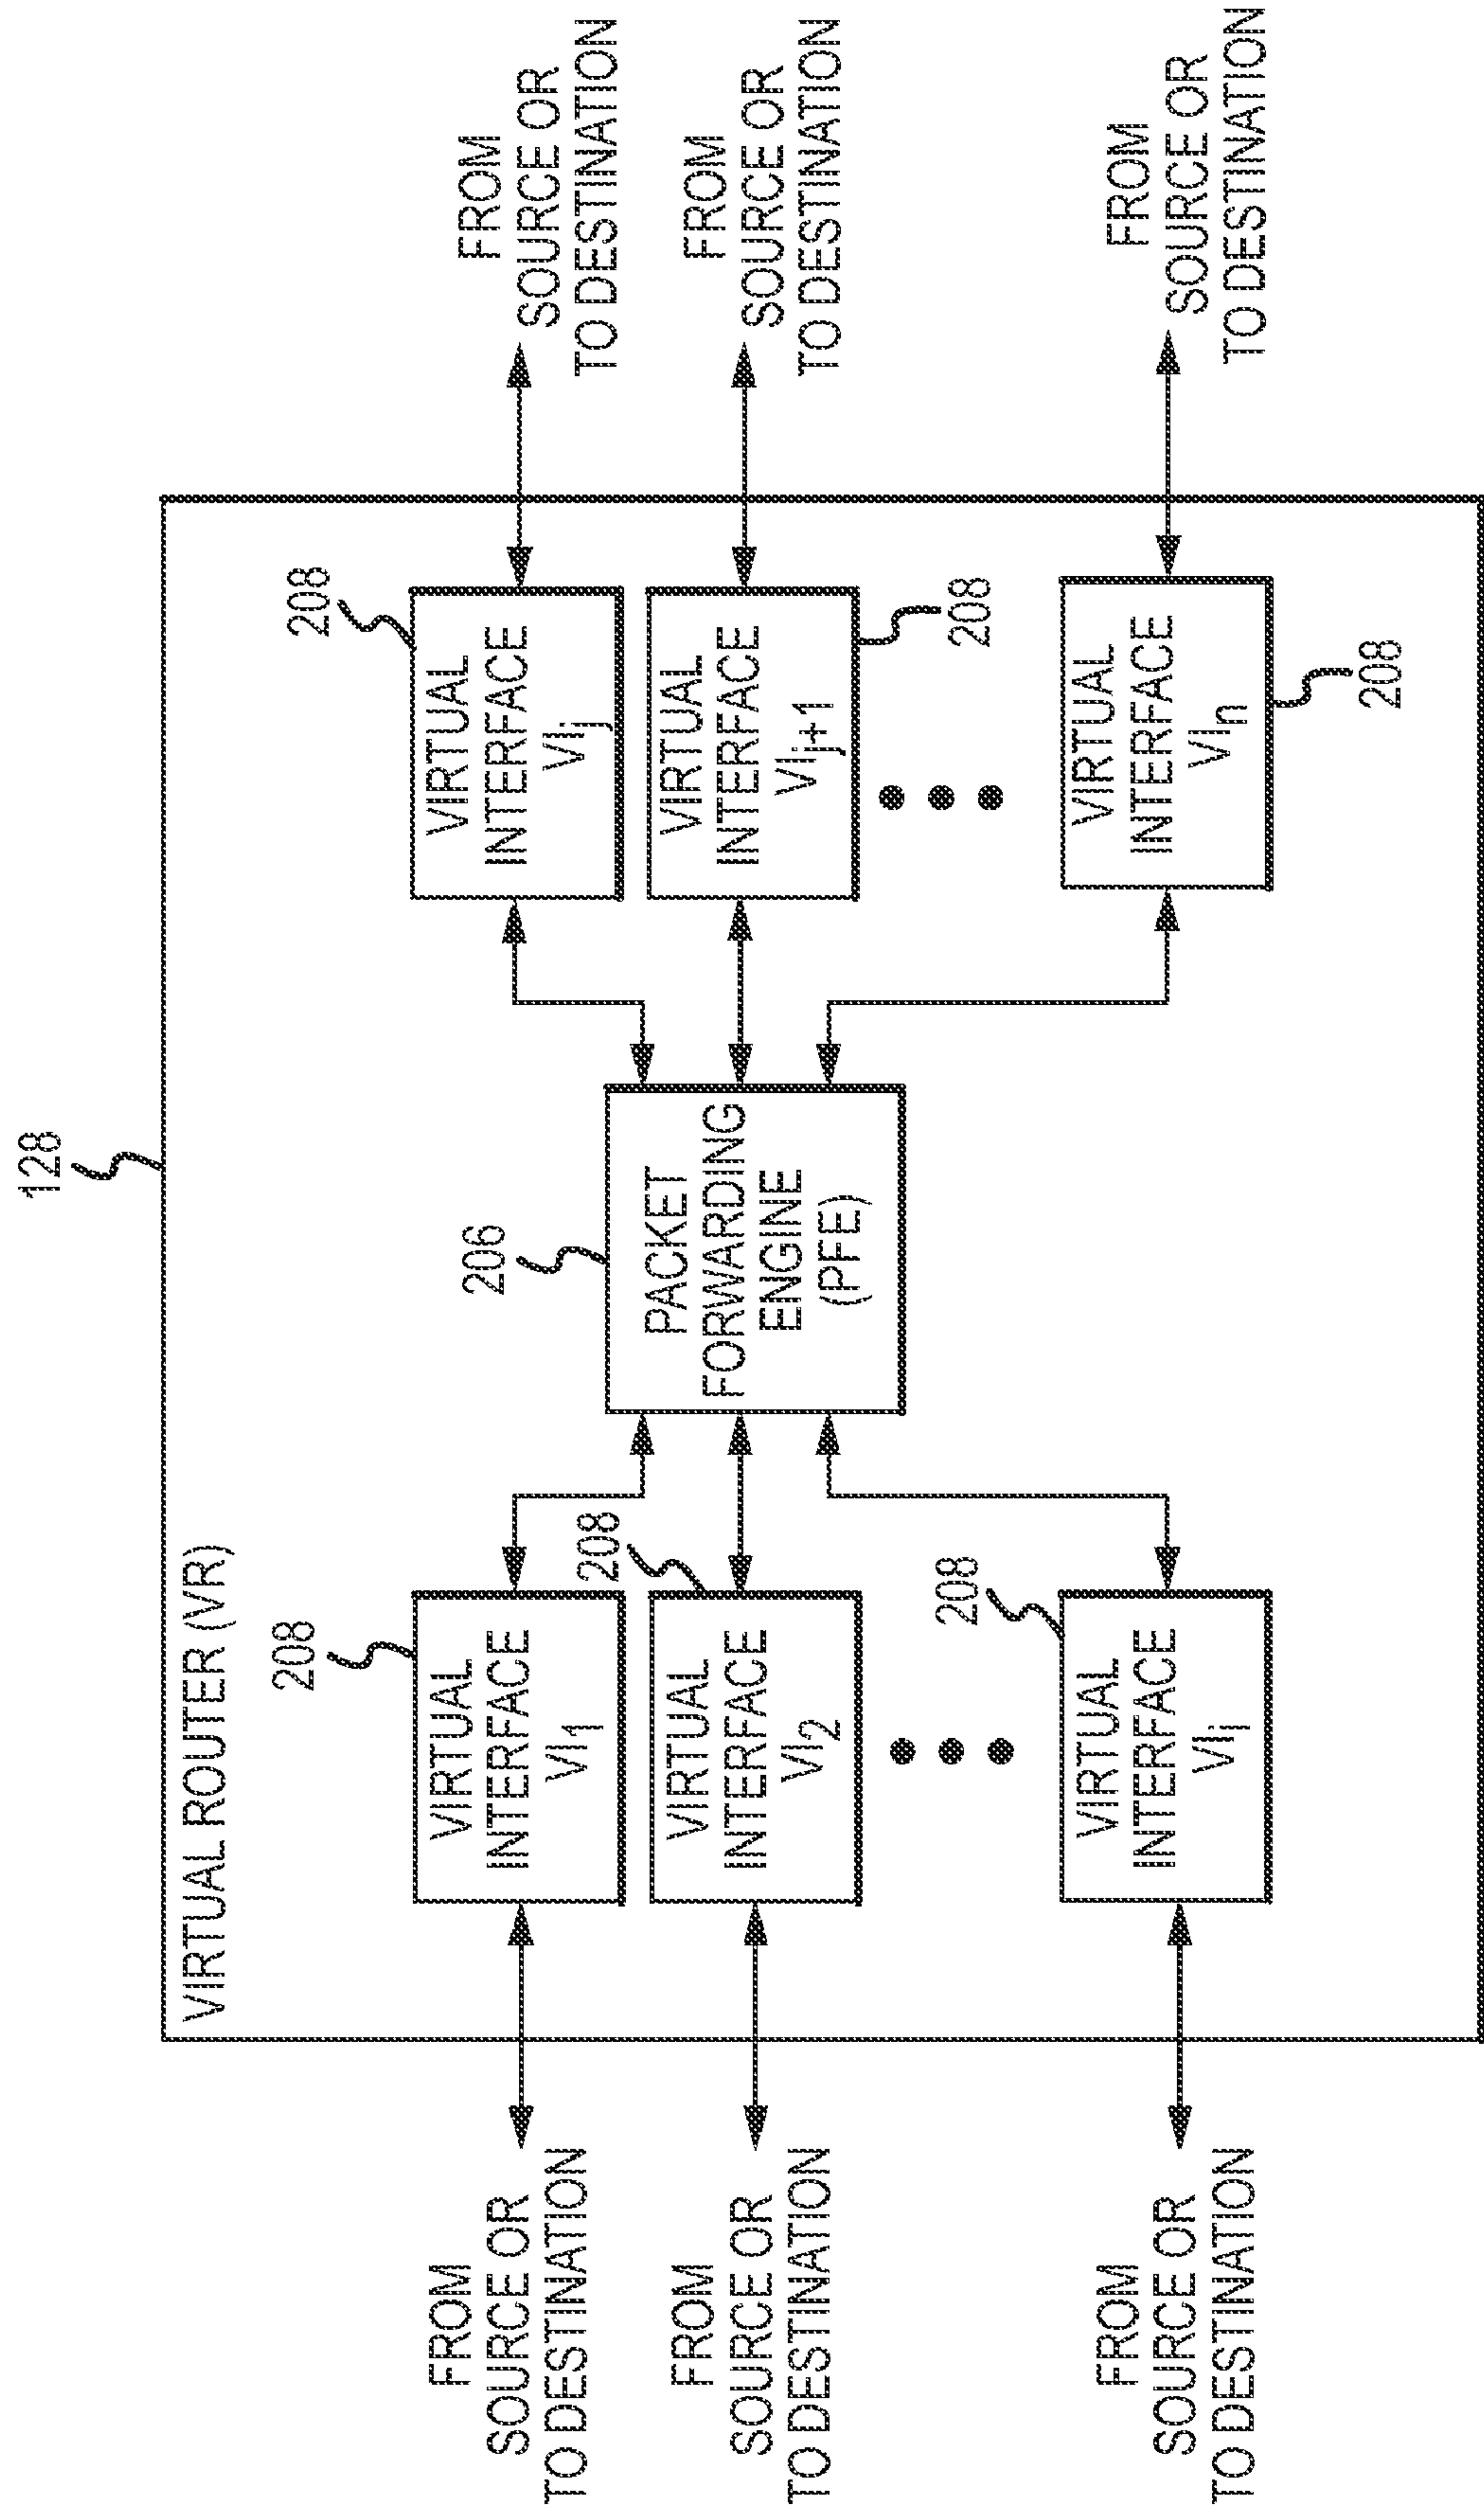 128
VIRTUAL ROUTER (VR)
208
VIRTUAL
INTERFACE
VI1
208
VIRTUAL
INTERFACE
VI2
208
VIRTUAL
INTERFACE
VIi
206
PACKET
FORWARDING
ENGINE
(PFE)
208
VIRTUAL
INTERFACE
VIj
208
VIRTUAL
INTERFACE
VIj+1
208
VIRTUAL
INTERFACE
VIn
FROM
SOURCE OR
TO DESTINATION
FROM
SOURCE OR
TO DESTINATION
FROM
SOURCE OR
TO DESTINATION
FROM
SOURCE OR
TO DESTINATION
FROM
SOURCE OR
TO DESTINATION
FROM
SOURCE OR
TO DESTINATION